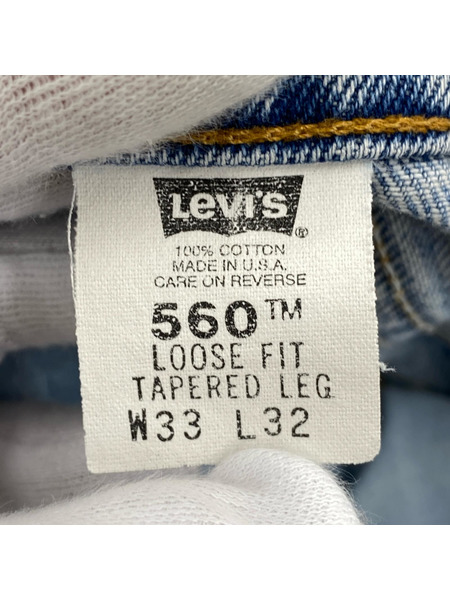 Levi's
®
100% COTTON
MADE IN U.S.A.
CARE ON REVERSE
560™
LOOSE FIT
TAPERED LEG
W33 L32